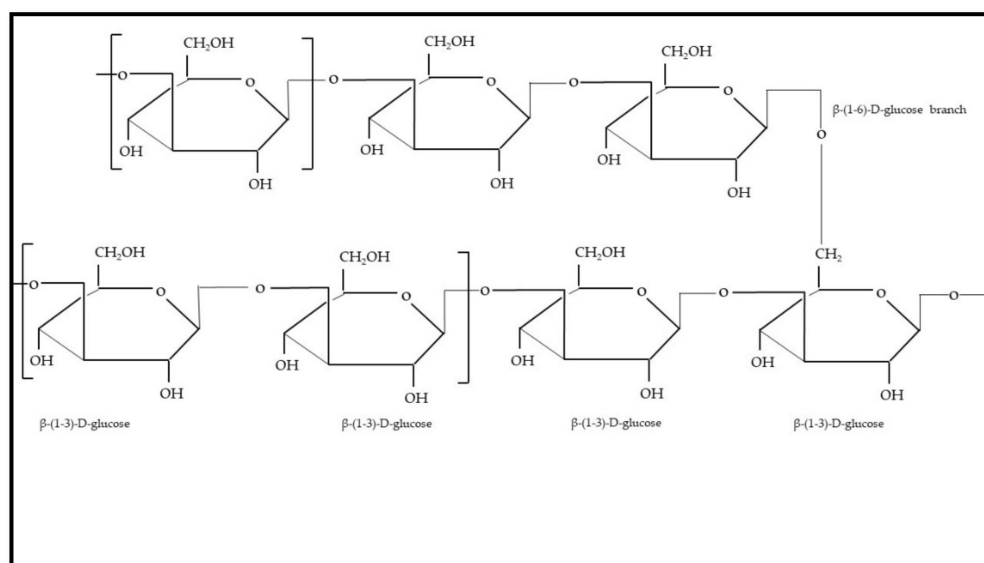 CH₂OH
CH₂OH
CH₂OH
O O O O O O
β-(1-6)-D-glucose branch
O
OH OH OH
OH OH OH
CH₂OH CH₂OH CH₂OH CH₂
O O O O O O O O O
OH OH OH OH
OH OH OH OH
β-(1-3)-D-glucose β-(1-3)-D-glucose β-(1-3)-D-glucose β-(1-3)-D-glucose